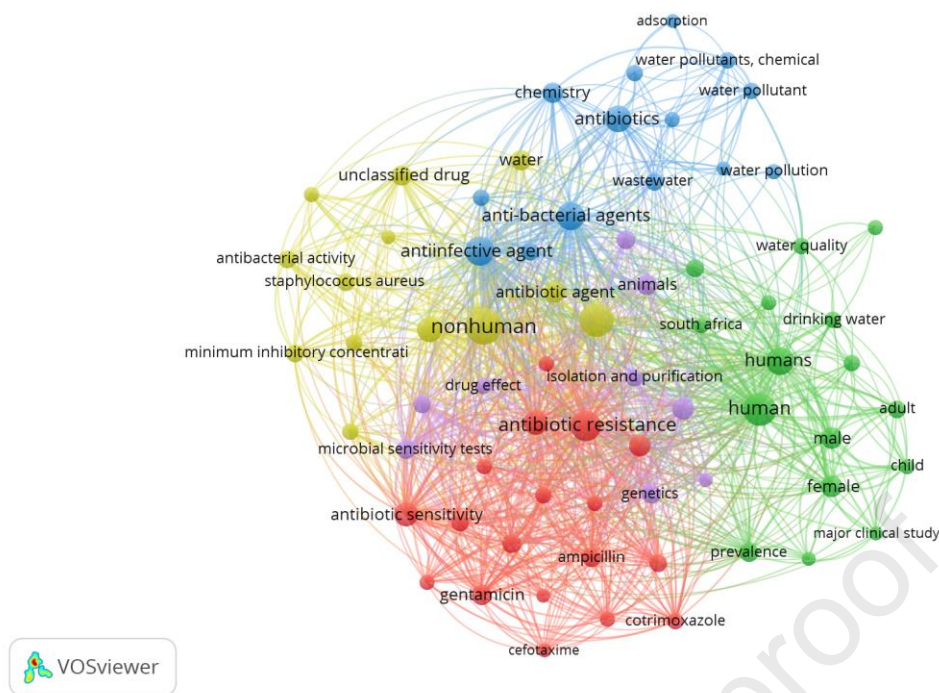 adsorption
water pollutants, chemical
chemistry
water pollutant
antibiotics
water
unclassified drug
wastewater
water pollution
anti-bacterial agents
antiinfective agent
water quality
antibacterial activity
staphylococcus aureus
antibiotic agent
animals
nonhuman
south africa
drinking water
minimum inhibitory concentrati
humans
drug effect
isolation and purification
human
adult
antibiotic resistance
male
microbial sensitivity tests
child
genetics
female
antibiotic sensitivity
major clinical study
ampicillin
prevalence
gentamicin
cotrimoxazole
cefotaxime
VOSviewer
proof